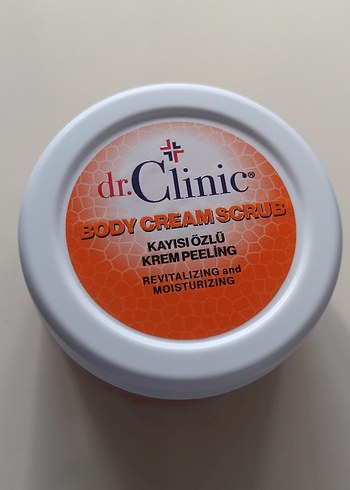 dr.Clinic®
BODY CREAM SCRUB
KAYISI ÖZLÜ
KREM PEELİNG
REVITALIZING and
MOISTURIZING